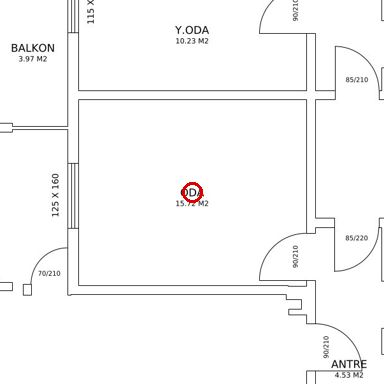 115 X
90/210
Y.ODA
10.23 M2
BALKON
3.97 M2
85/210
125 X 160
ODA
15.72 M2
85/220
90/210
70/210
90/210
ANTRE
4.53 M2